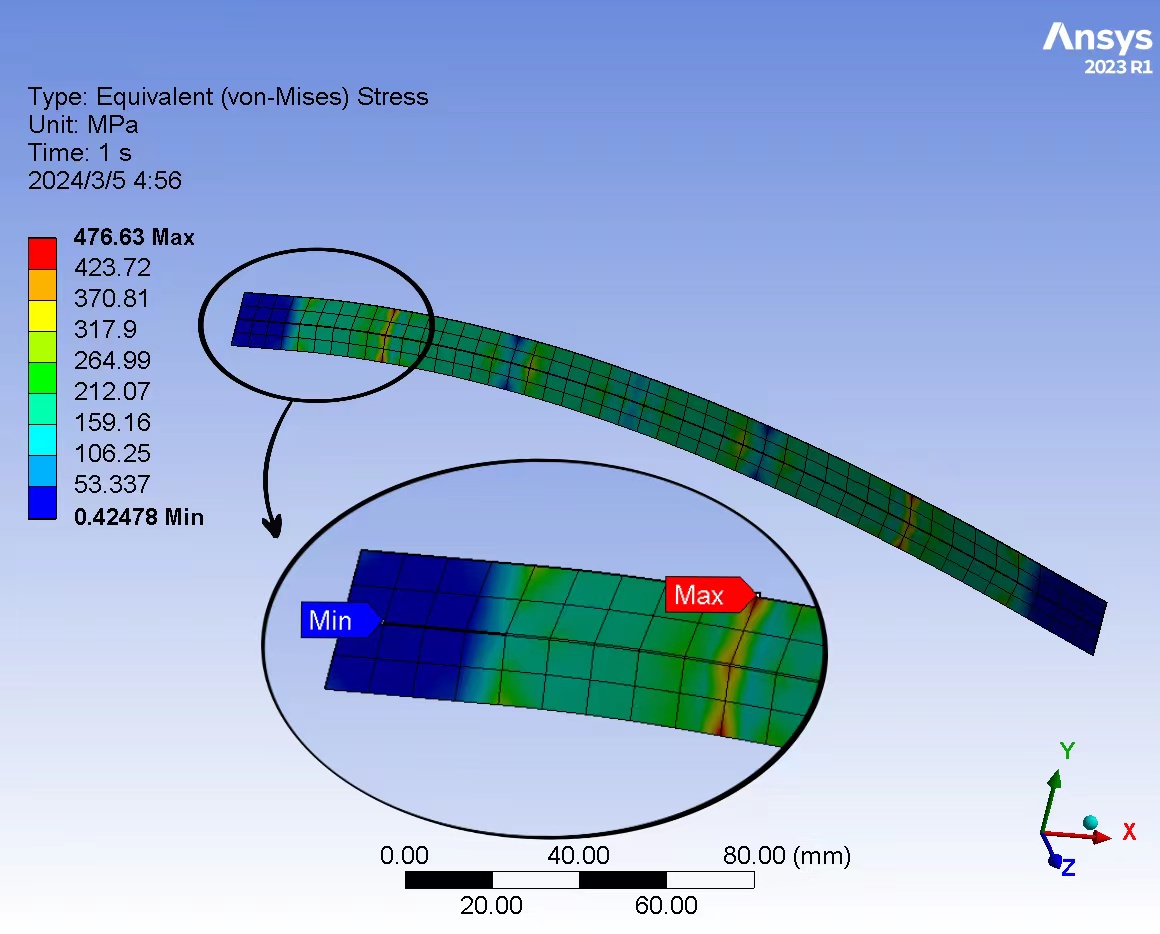 Ansys
2023 R1
Type: Equivalent (von-Mises) Stress
Unit: MPa
Time: 1 s
2024/3/5 4:56
476.63 Max
423.72
370.81
317.9
264.99
212.07
159.16
106.25
53.337
0.42478 Min
Max
Min
Y
X
Z
0.00 40.00 80.00 (mm)
20.00 60.00